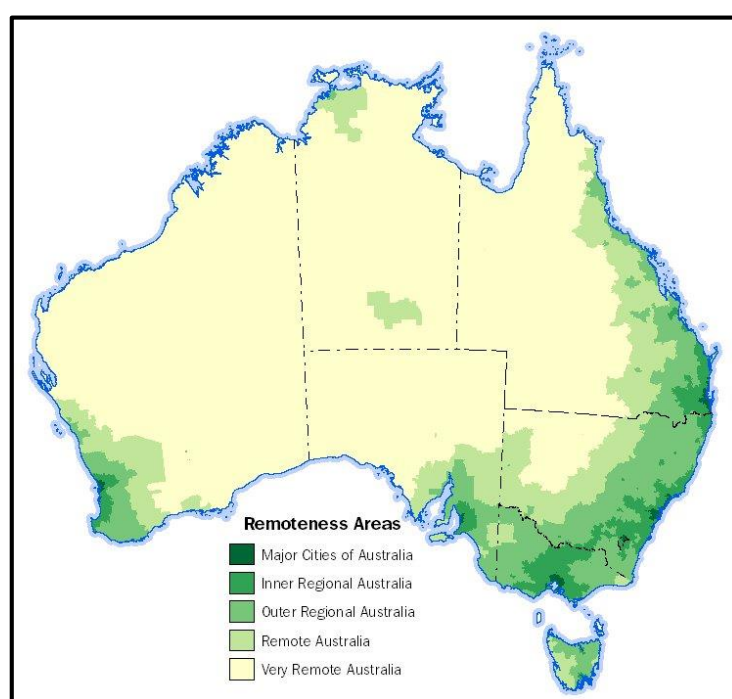 Remoteness Areas
Major Cities of Australia
Inner Regional Australia
Outer Regional Australia
Remote Australia
Very Remote Australia